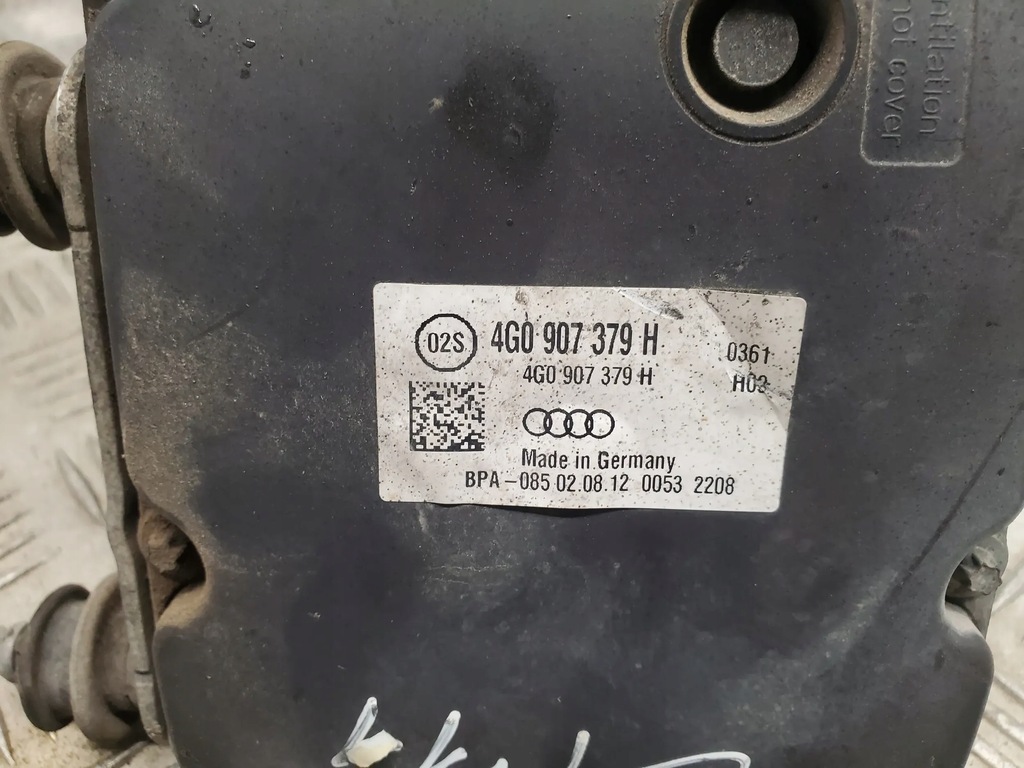 ntilation
not cover
02S
4G0 907 379 H
0361
4G0 907 379 H
H03
Made in Germany
BPA-085 02.08.12 0053 2208